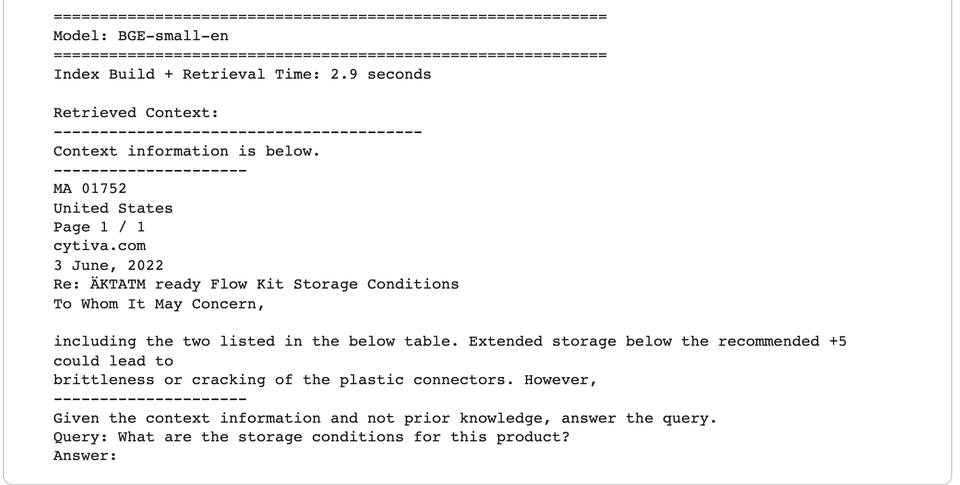 ============================================================
Model: BGE-small-en
============================================================
Index Build + Retrieval Time: 2.9 seconds
Retrieved Context:
----------------------------------------
Context information is below.
---------------------
MA 01752
United States
Page 1 / 1
cytiva.com
3 June, 2022
Re: ÄKTATM ready Flow Kit Storage Conditions
To Whom It May Concern,
including the two listed in the below table. Extended storage below the recommended +5
could lead to
brittleness or cracking of the plastic connectors. However,
---------------------
Given the context information and not prior knowledge, answer the query.
Query: What are the storage conditions for this product?
Answer: